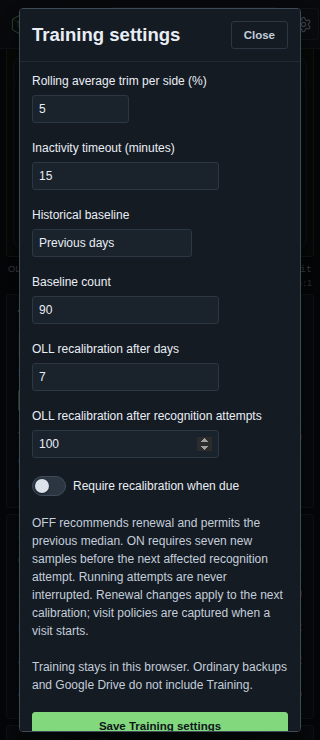 Training settings
Close
Rolling average trim per side (%)
5
Inactivity timeout (minutes)
15
Historical baseline
Previous days
Baseline count
90
OLL recalibration after days
7
OLL recalibration after recognition attempts
100
Require recalibration when due
OFF recommends renewal and permits the
previous median. ON requires seven new
samples before the next affected recognition
attempt. Running attempts are never
interrupted. Renewal changes apply to the next
calibration; visit policies are captured when a
visit starts.
Training stays in this browser. Ordinary backups
and Google Drive do not include Training.
Save Training settings